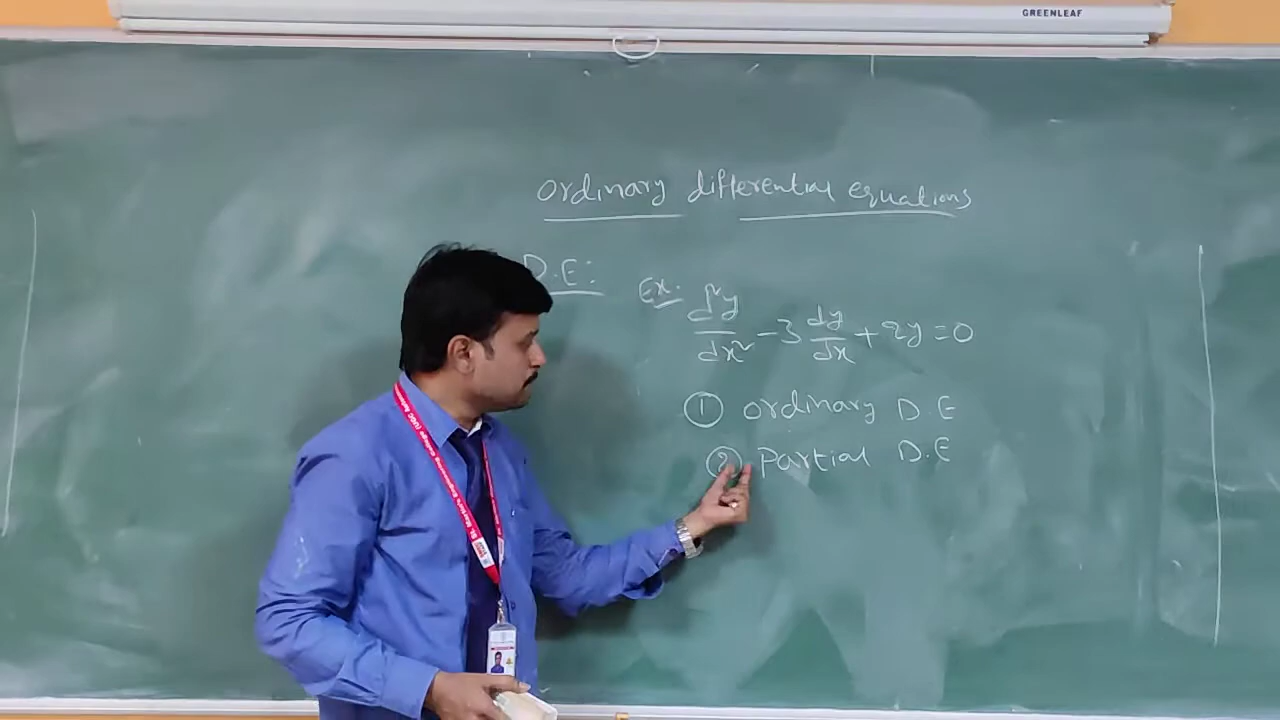 GREENLEAF
Ordinary differential equations
D.E:
Ex. d²y/dx² - 3 dy/dx + 2y = 0
① Ordinary D.E
② Partial D.E